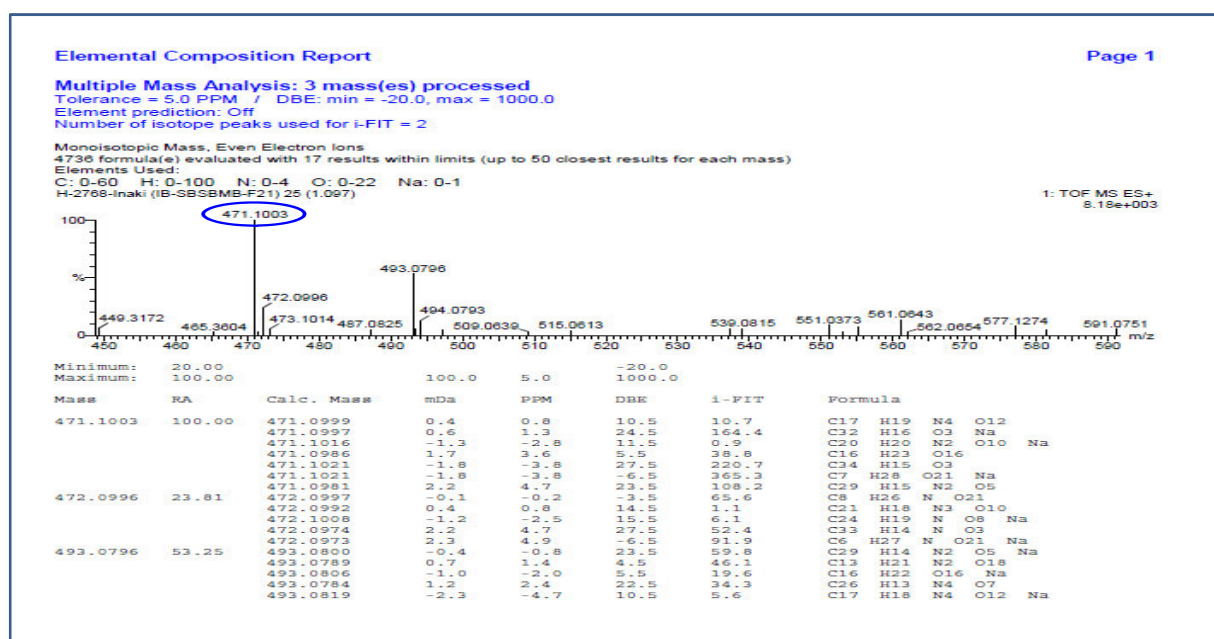 Elemental Composition Report Page 1
Multiple Mass Analysis: 3 mass(es) processed
Tolerance = 5.0 PPM / DBE: min = -20.0, max = 1000.0
Element prediction: Off
Number of isotope peaks used for i-FIT = 2
Monoisotopic Mass, Even Electron Ions
4736 formula(e) evaluated with 17 results within limits (up to 50 closest results for each mass)
Elements Used:
C: 0-60 H: 0-100 N: 0-4 O: 0-22 Na: 0-1
H-2768-Inaki (IB-SBSBMB-F21) 25 (1.097) 1: TOF MS ES+
8.18e+003
100 471.1003
% 493.0796
472.0996
449.3172 465.3604 473.1014 487.0825 494.0793 509.0639 515.0613 539.0815 551.0373 561.0643 562.0654 577.1274 591.0751
0 m/z
450 460 470 480 490 500 510 520 530 540 550 560 570 580 590
Minimum: 20.00 -20.0
Maximum: 100.00 100.0 5.0 1000.0
Mass RA Calc. Mass mDa PPM DBE i-FIT Formula
471.1003 100.00 471.0999 0.4 0.8 10.5 10.7 C17 H19 N4 O12
471.0997 0.6 1.3 24.5 164.4 C32 H16 O3 Na
471.1016 -1.3 -2.8 11.5 0.9 C20 H20 N2 O10 Na
471.0986 1.7 3.6 5.5 38.8 C16 H23 O16
471.1021 -1.8 -3.8 27.5 220.7 C34 H15 O3
471.1021 -1.8 -3.8 -6.5 365.3 C7 H28 O21 Na
471.0981 2.2 4.7 23.5 108.2 C29 H15 N2 O5
472.0996 23.81 472.0997 -0.1 -0.2 -3.5 65.6 C8 H26 N O21
472.0992 0.4 0.8 14.5 1.1 C21 H18 N3 O10
472.1008 -1.2 -2.5 15.5 6.1 C24 H19 N O8 Na
472.0974 2.2 4.7 27.5 52.4 C33 H14 N O3
472.0973 2.3 4.9 -6.5 91.9 C6 H27 N O21 Na
493.0796 53.25 493.0800 -0.4 -0.8 23.5 59.8 C29 H14 N2 O5 Na
493.0789 0.7 1.4 4.5 46.1 C13 H21 N2 O18
493.0806 -1.0 -2.0 5.5 19.6 C16 H22 O16 Na
493.0784 1.2 2.4 22.5 34.3 C26 H13 N4 O7
493.0819 -2.3 -4.7 10.5 5.6 C17 H18 N4 O12 Na